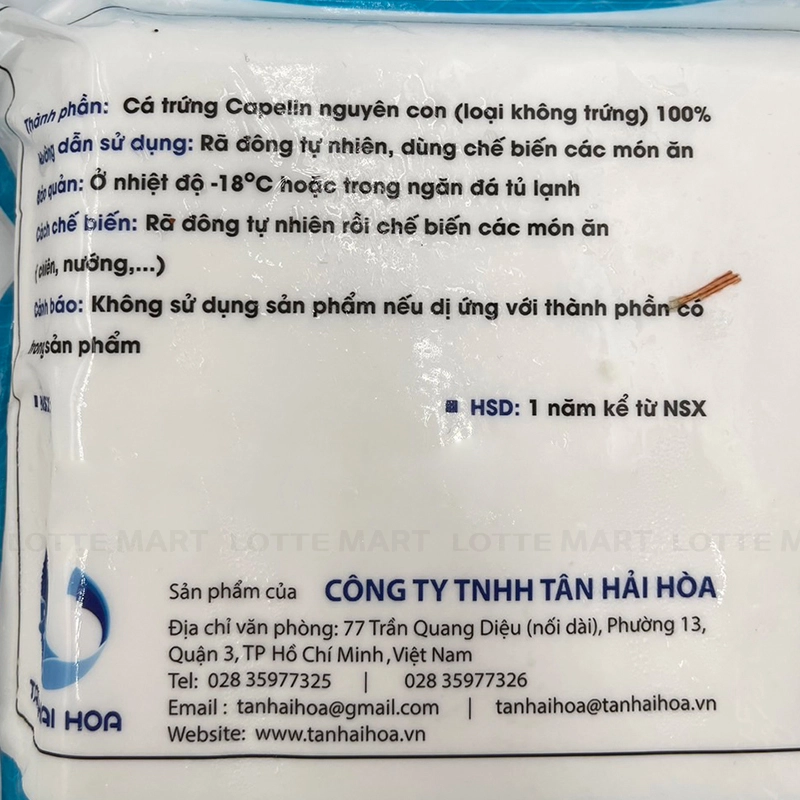 Thành phần: Cá trứng Capelin nguyên con (loại không trứng) 100%
Hướng dẫn sử dụng: Rã đông tự nhiên, dùng chế biến các món ăn
Bảo quản: Ở nhiệt độ -18°C hoặc trong ngăn đá tủ lạnh
Cách chế biến: Rã đông tự nhiên rồi chế biến các món ăn
(chiên, nướng,...)
Cảnh báo: Không sử dụng sản phẩm nếu dị ứng với thành phần có
trong sản phẩm
NSX
HSD: 1 năm kể từ NSX
LOTTE MART LOTTE MART LOTTE MART LOTTE M
Sản phẩm của CÔNG TY TNHH TÂN HẢI HÒA
Địa chỉ văn phòng: 77 Trần Quang Diệu (nối dài), Phường 13,
Quận 3, TP Hồ Chí Minh, Việt Nam
Tel: 028 35977325 | 028 35977326
Email : tanhaihoa@gmail.com | tanhaihoa@tanhaihoa.vn
Website: www.tanhaihoa.vn
HAI HOA